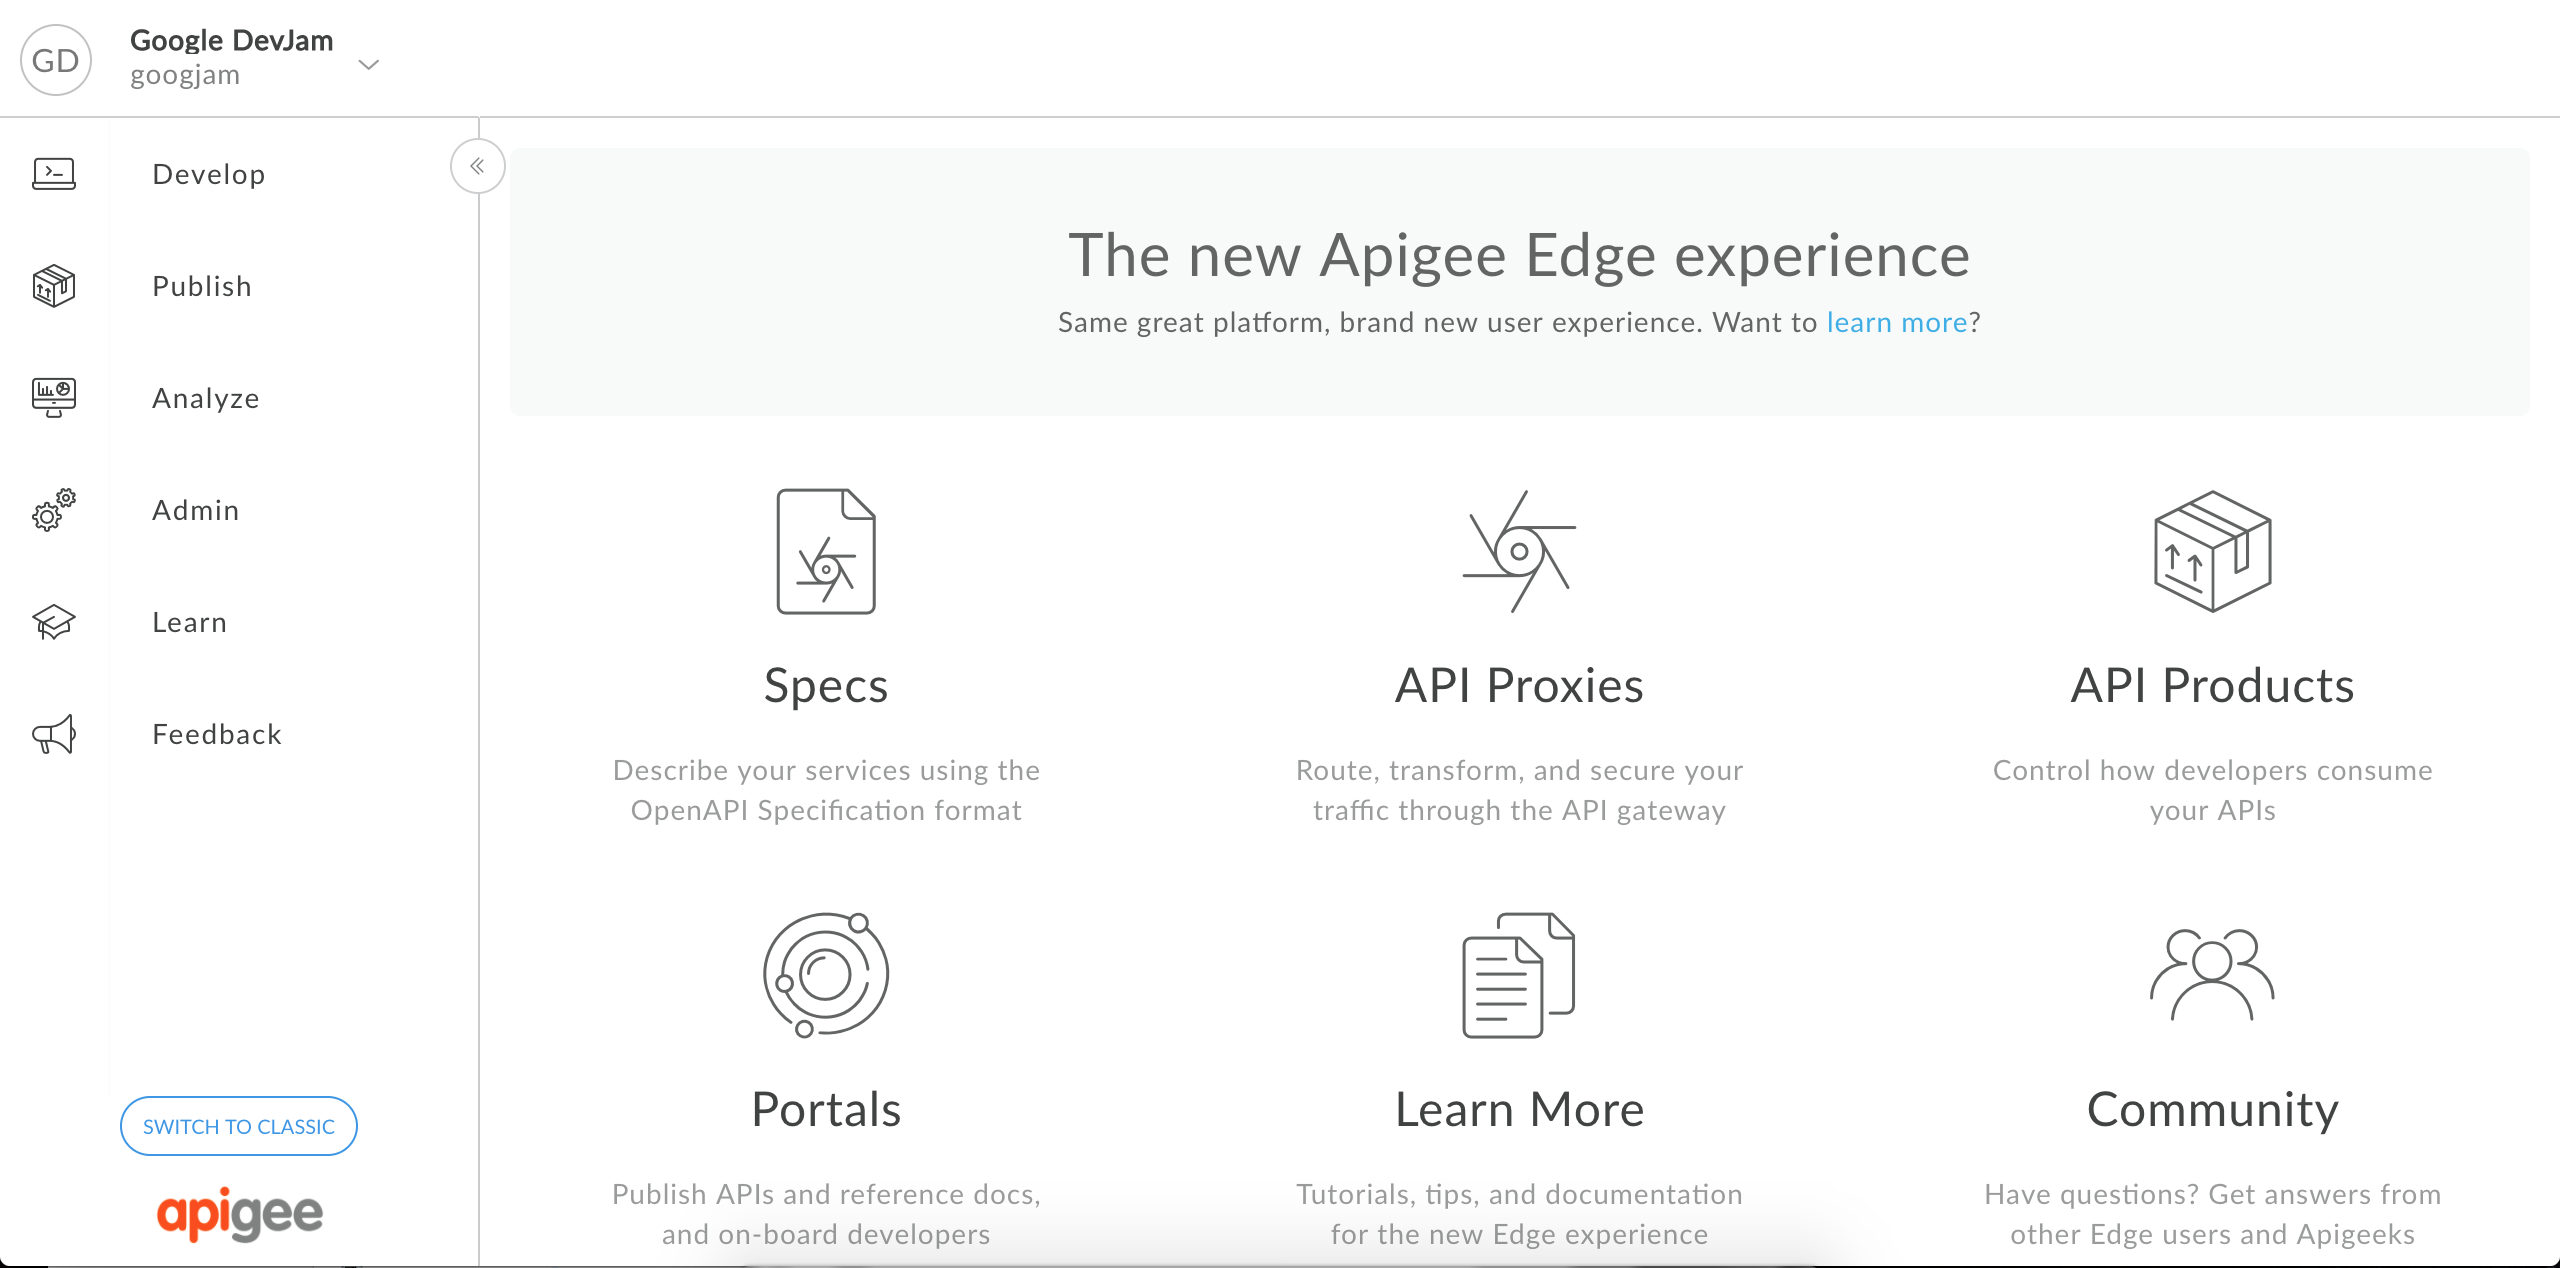 GD
Google DevJam
googjam
Develop
Publish
Analyze
Admin
Learn
Feedback
SWITCH TO CLASSIC
apigee
The new Apigee Edge experience
Same great platform, brand new user experience. Want to learn more?
Specs
Describe your services using the
OpenAPI Specification format
API Proxies
Route, transform, and secure your
traffic through the API gateway
API Products
Control how developers consume
your APIs
Portals
Publish APIs and reference docs,
and on-board developers
Learn More
Tutorials, tips, and documentation
for the new Edge experience
Community
Have questions? Get answers from
other Edge users and Apigeeks